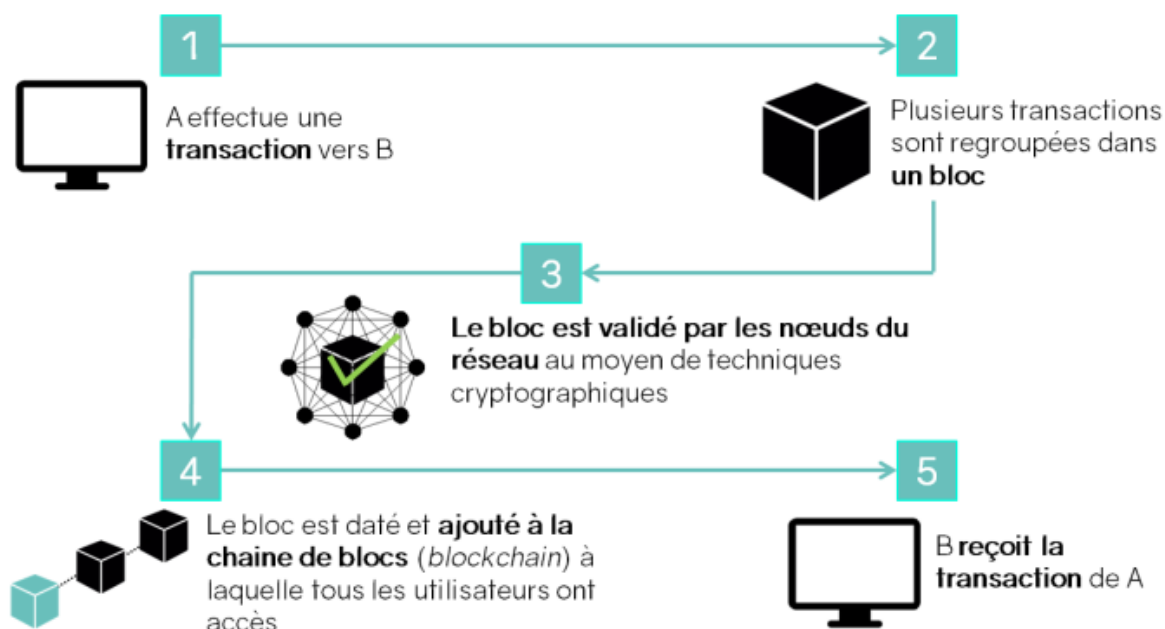 1
2
A effectue une
transaction vers B
Plusieurs transactions
sont regroupées dans
un bloc
3
Le bloc est validé par les nœuds du
réseau au moyen de techniques
cryptographiques
4
5
Le bloc est daté et ajouté à la
chaine de blocs (blockchain) à
laquelle tous les utilisateurs ont
accès
B reçoit la
transaction de A